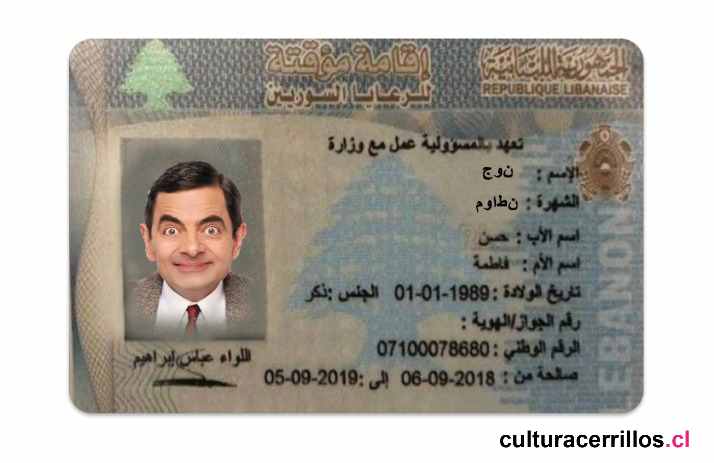 الجمهورية اللبنانية
REPUBLIQUE LIBANAISE
إقامة مؤقتة
للرعايا السوريين
تعهد بالمسؤولية عمل مع وزارة
الإسم : نوج
الشهرة : نطاوم
اسم الأب : حسن
اسم الأم : فاطمة
تاريخ الولادة : 1989-01-01 الجنس : ذكر
رقم الجواز/الهوية :
الرقم الوطني : 07100078680
صالحة من : 2018-09-06 إلى : 2019-09-05
اللواء عباس إبراهيم
LEBANON
culturacerrillos.cl